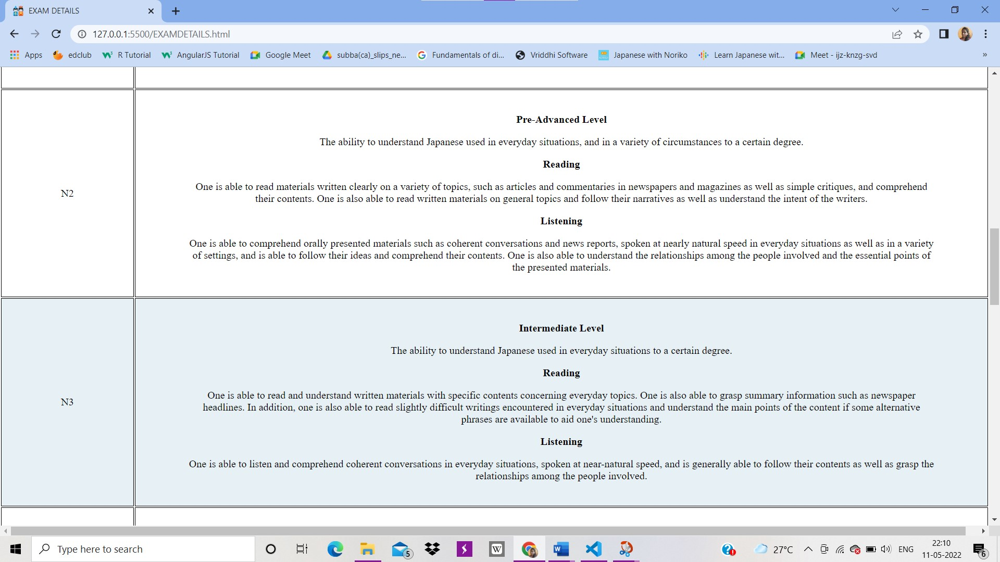 EXAM DETAILS
127.0.0.1:5500/EXAMDETAILS.html
Apps
edclub
R Tutorial
AngularJS Tutorial
Google Meet
subba(ca)_slips_ne...
Fundamentals of di...
Vriddhi Software
Japanese with Noriko
Learn Japanese wit...
Meet - ijz-knzg-svd
»
N2
Pre-Advanced Level
The ability to understand Japanese used in everyday situations, and in a variety of circumstances to a certain degree.
Reading
One is able to read materials written clearly on a variety of topics, such as articles and commentaries in newspapers and magazines as well as simple critiques, and comprehend
their contents. One is also able to read written materials on general topics and follow their narratives as well as understand the intent of the writers.
Listening
One is able to comprehend orally presented materials such as coherent conversations and news reports, spoken at nearly natural speed in everyday situations as well as in a variety
of settings, and is able to follow their ideas and comprehend their contents. One is also able to understand the relationships among the people involved and the essential points of
the presented materials.
N3
Intermediate Level
The ability to understand Japanese used in everyday situations to a certain degree.
Reading
One is able to read and understand written materials with specific contents concerning everyday topics. One is also able to grasp summary information such as newspaper
headlines. In addition, one is also able to read slightly difficult writings encountered in everyday situations and understand the main points of the content if some alternative
phrases are available to aid one's understanding.
Listening
One is able to listen and comprehend coherent conversations in everyday situations, spoken at near-natural speed, and is generally able to follow their contents as well as grasp the
relationships among the people involved.
Type here to search
5
W
W
27°C
ENG
22:10
11-05-2022
6